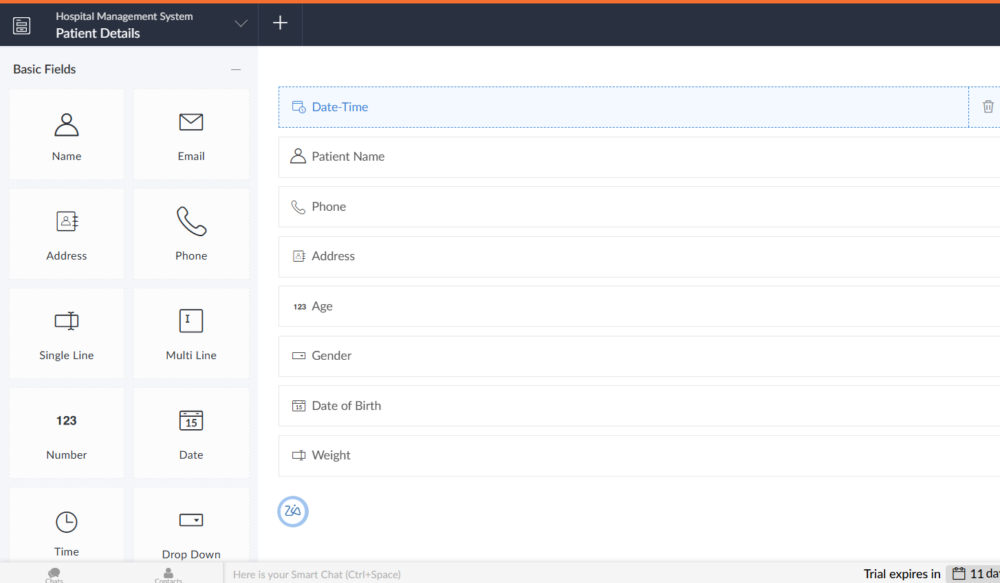 Hospital Management System
Patient Details
Basic Fields
Name
Email
Address
Phone
Single Line
Multi Line
I
123
Number
15
Date
Time
Drop Down
Date-Time
Patient Name
Phone
Address
123 Age
Gender
15 Date of Birth
Weight
Zia
Chats
Contacts
Here is your Smart Chat (Ctrl+Space)
Trial expires in
11 da